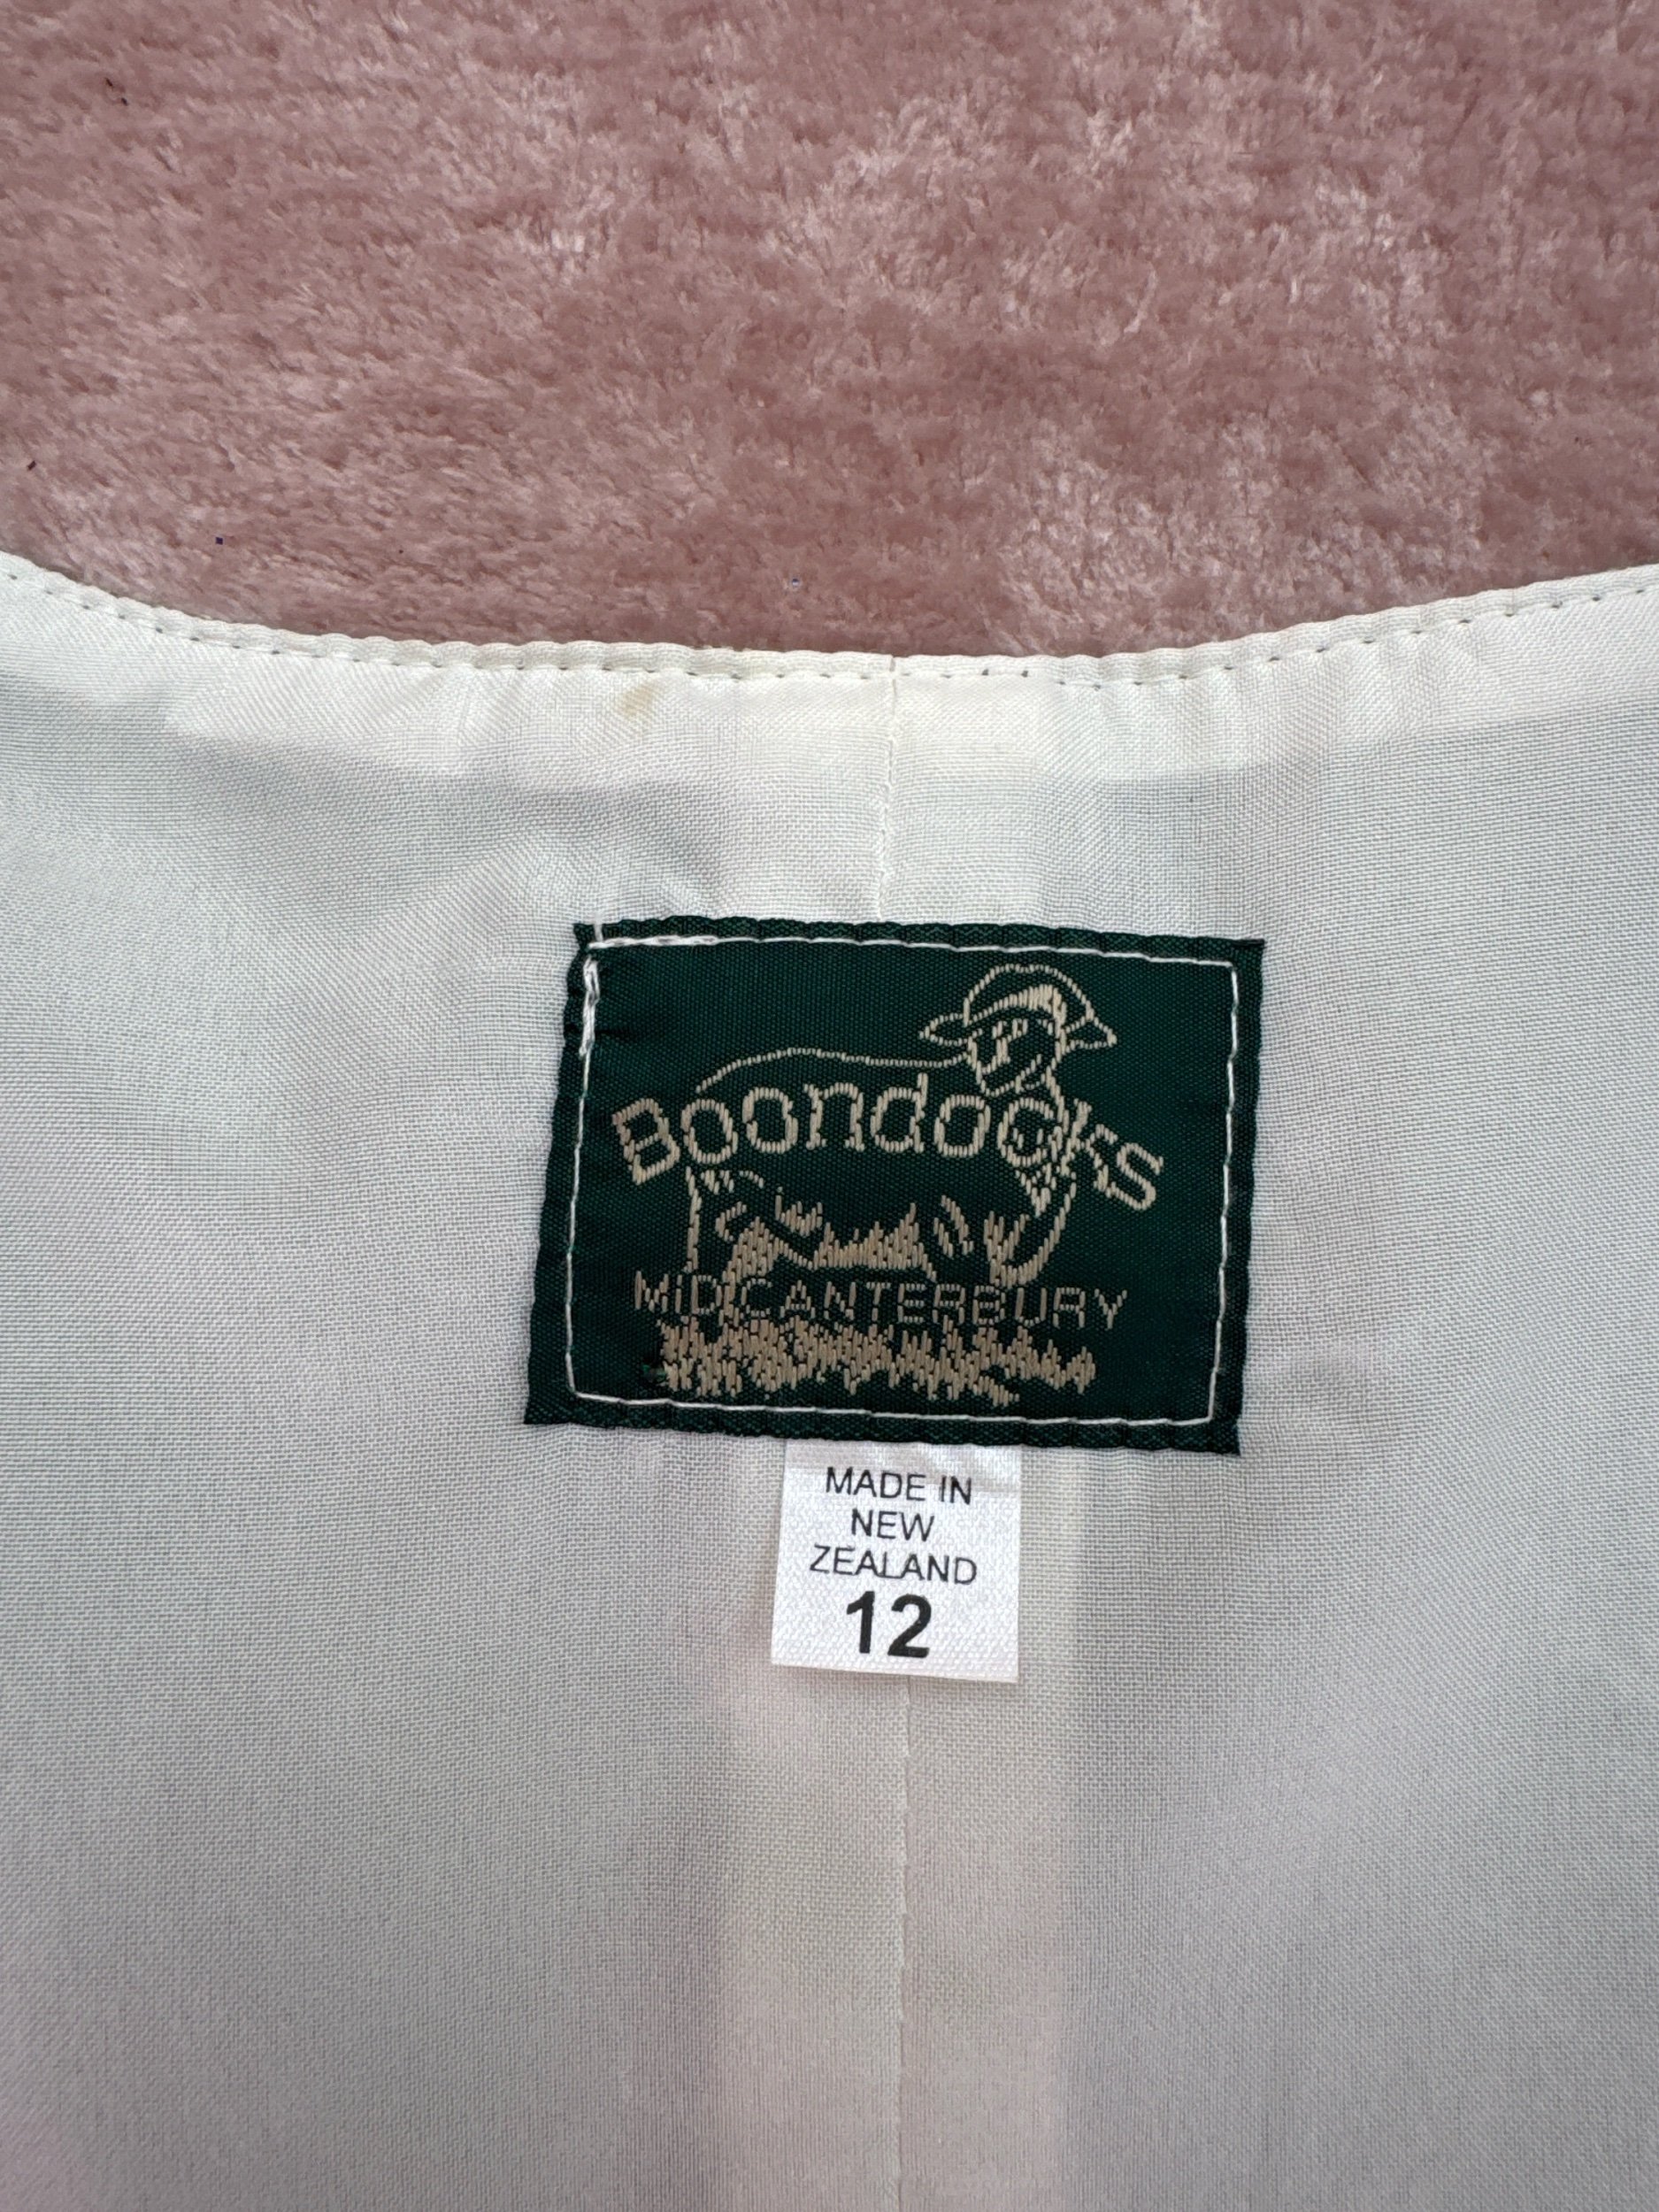 Boondocks
MID CANTERBURY
MADE IN
NEW
ZEALAND
12